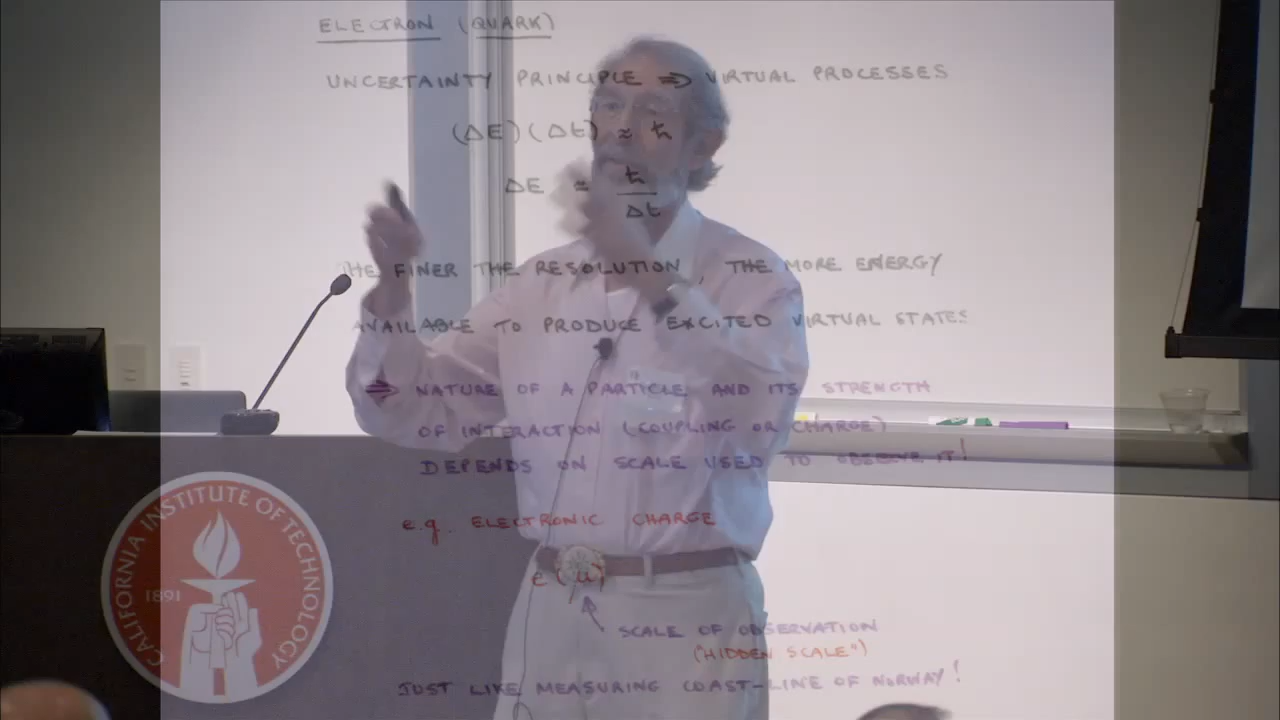 ELECTRON (QUARK)
UNCERTAINTY PRINCIPLE ⇒ VIRTUAL PROCESSES
(ΔE)(Δt) ≈ ħ
ΔE ≈ ħ
Δt
THE FINER THE RESOLUTION, THE MORE ENERGY
AVAILABLE TO PRODUCE EXCITED VIRTUAL STATES
⇒ NATURE OF A "PARTICLE" AND ITS STRENGTH
OF INTERACTION (COUPLING OR CHARGE)
DEPENDS ON SCALE USED TO OBSERVE IT!
e.g. ELECTRONIC CHARGE
e(μ)
SCALE OF OBSERVATION
("HIDDEN SCALE")
JUST LIKE MEASURING COAST-LINE OF NORWAY!
CALIFORNIA INSTITUTE OF TECHNOLOGY
1891